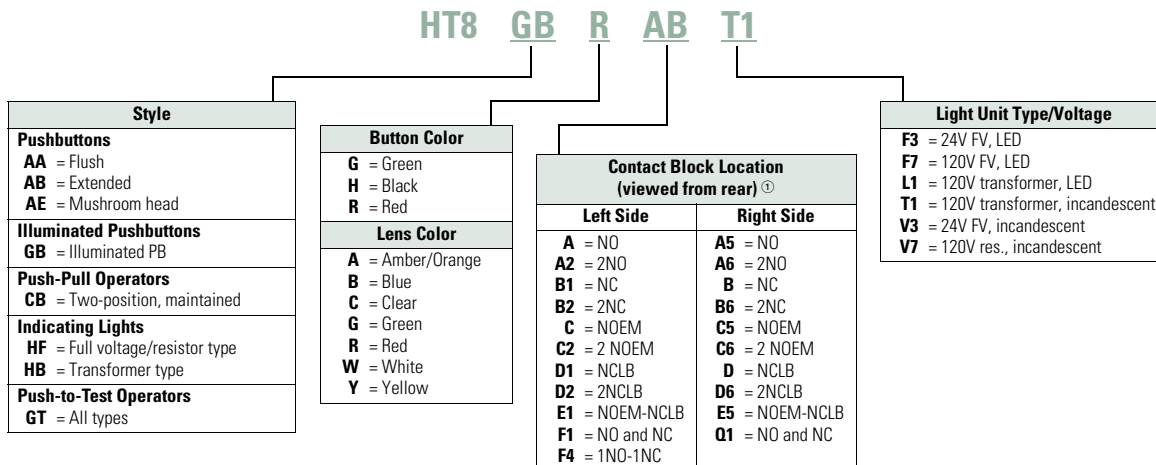 HT8 GB R AB T1
Style
Pushbuttons
AA = Flush
AB = Extended
AE = Mushroom head
Illuminated Pushbuttons
GB = Illuminated PB
Push-Pull Operators
CB = Two-position, maintained
Indicating Lights
HF = Full voltage/resistor type
HB = Transformer type
Push-to-Test Operators
GT = All types
Button Color
G = Green
H = Black
R = Red
Lens Color
A = Amber/Orange
B = Blue
C = Clear
G = Green
R = Red
W = White
Y = Yellow
Contact Block Location
(viewed from rear) ①
Left Side
A = NO
A2 = 2NO
B1 = NC
B2 = 2NC
C = NOEM
C2 = 2 NOEM
D1 = NCLB
D2 = 2NCLB
E1 = NOEM-NCLB
F1 = NO and NC
F4 = 1NO-1NC
Right Side
A5 = NO
A6 = 2NO
B = NC
B6 = 2NC
C5 = NOEM
C6 = 2 NOEM
D = NCLB
D6 = 2NCLB
E5 = NOEM-NCLB
Q1 = NO and NC
Light Unit Type/Voltage
F3 = 24V FV, LED
F7 = 120V FV, LED
L1 = 120V transformer, LED
T1 = 120V transformer, incandescent
V3 = 24V FV, incandescent
V7 = 120V res., incandescent